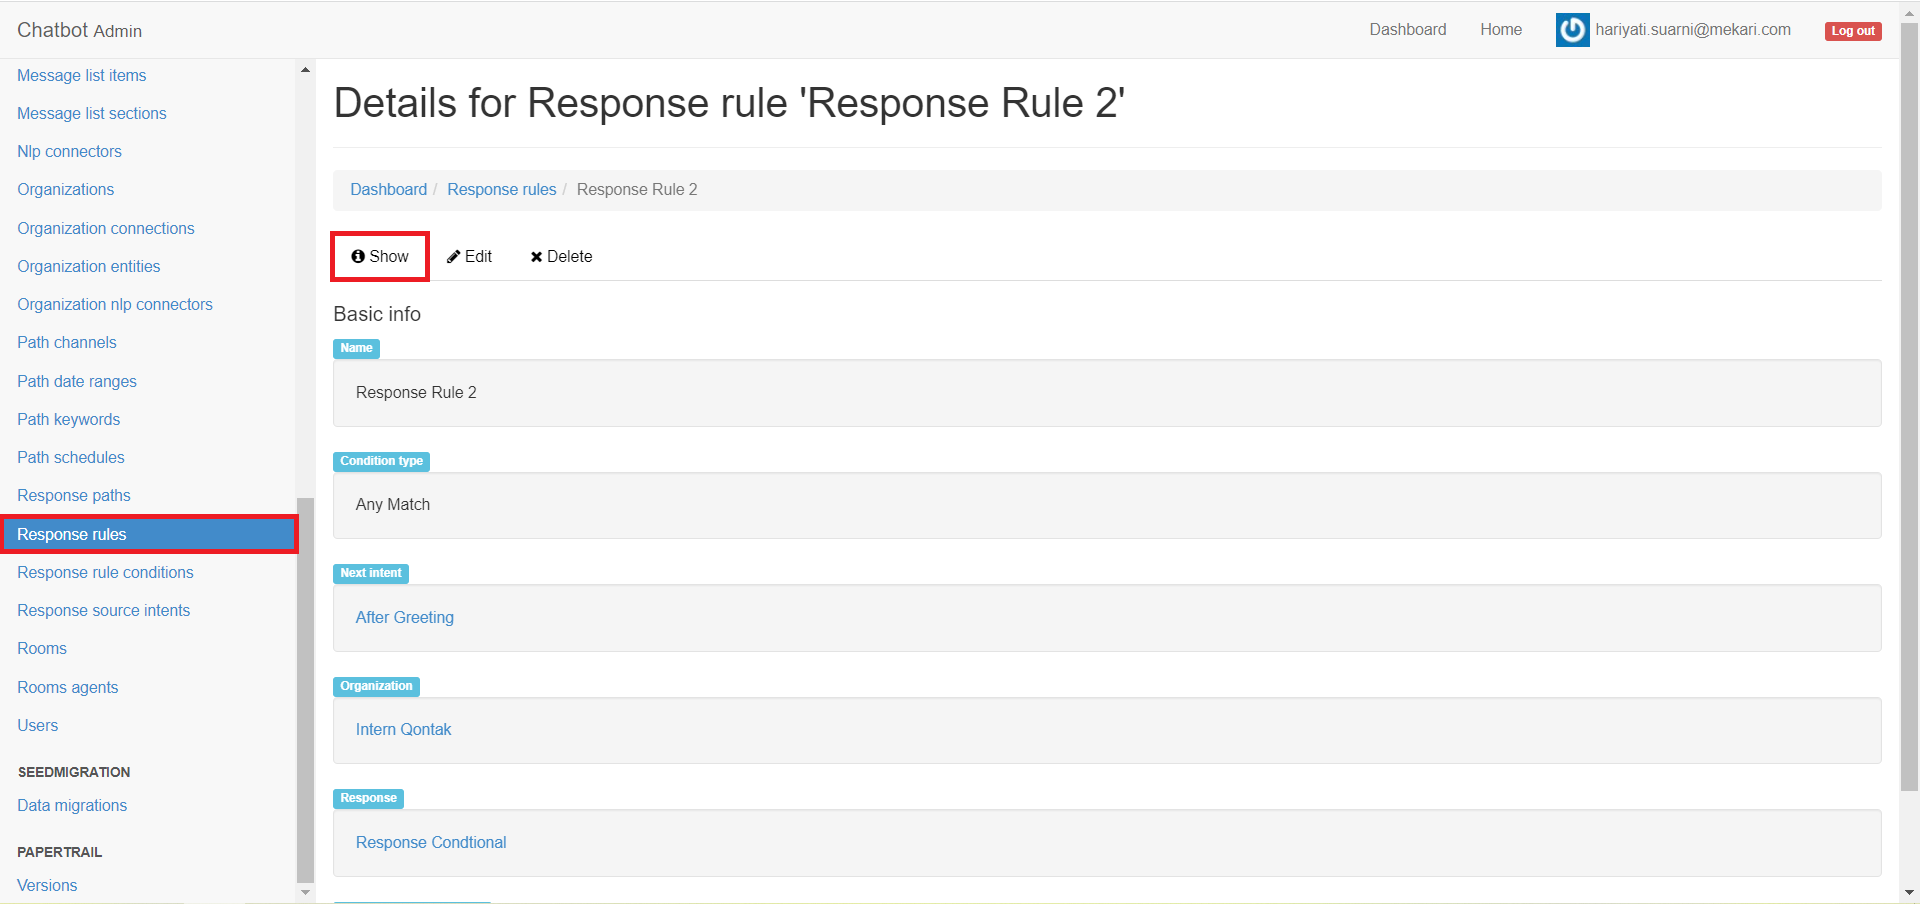 Chatbot Admin
Dashboard
Home
hariyati.suarni@mekari.com
Log out
Message list items
Message list sections
Nlp connectors
Organizations
Organization connections
Organization entities
Organization nlp connectors
Path channels
Path date ranges
Path keywords
Path schedules
Response paths
Response rules
Response rule conditions
Response source intents
Rooms
Rooms agents
Users
SEEDMIGRATION
Data migrations
PAPERTRAIL
Versions
Details for Response rule 'Response Rule 2'
Dashboard / Response rules / Response Rule 2
Show
Edit
Delete
Basic info
Name
Response Rule 2
Condition type
Any Match
Next intent
After Greeting
Organization
Intern Qontak
Response
Response Condtional